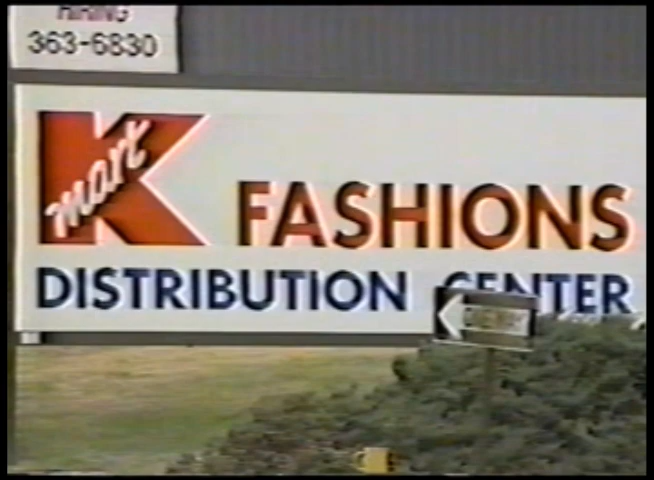 HIRING
363-6830
K
mart
FASHIONS
DISTRIBUTION CENTER